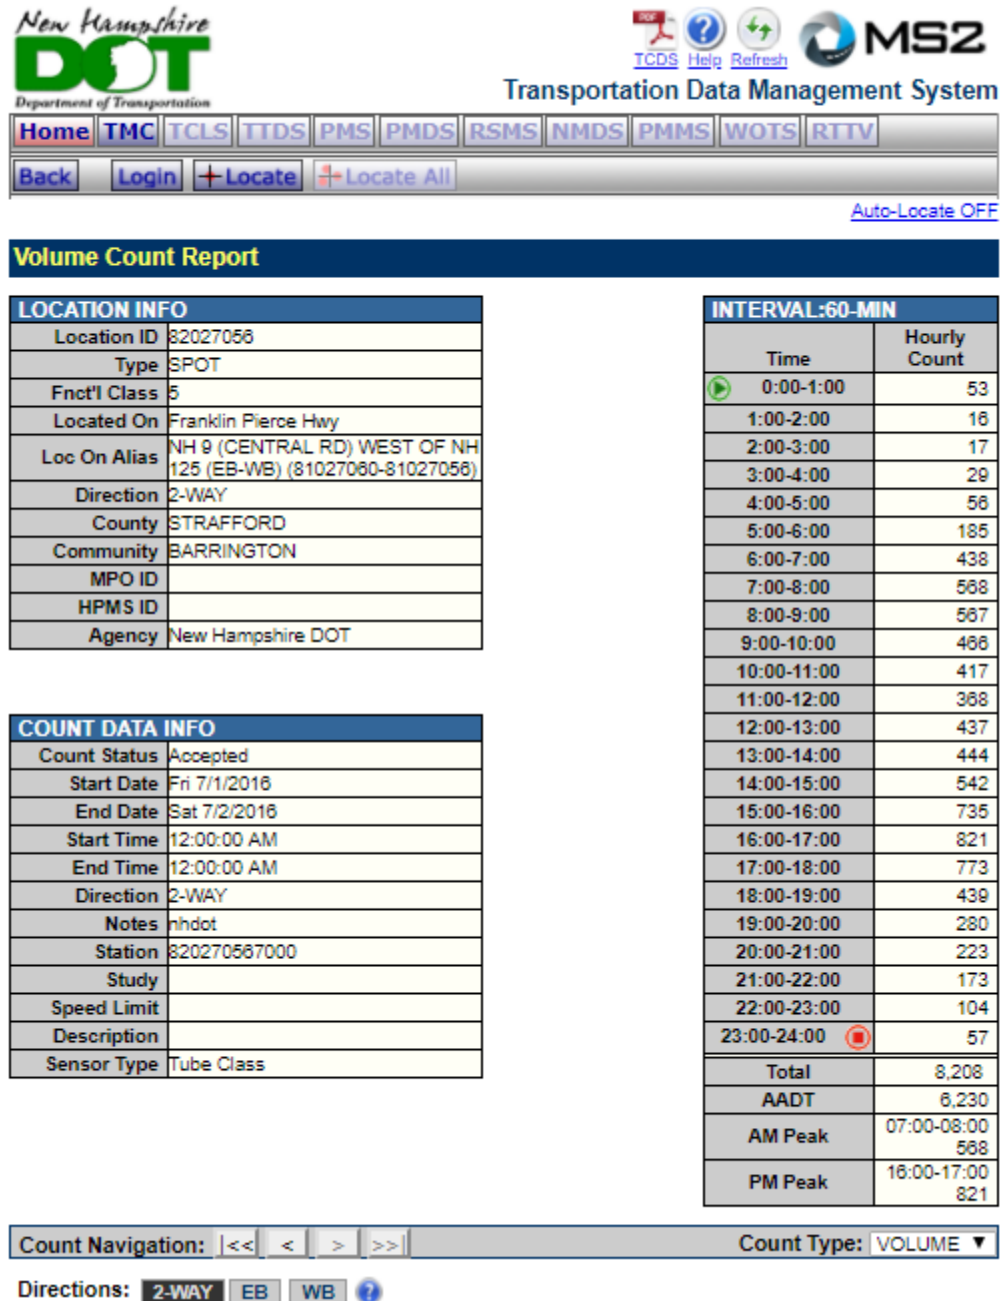 New Hampshire
DOT
Department of Transportation
PDF
TCDS Help Refresh
MS2
Transportation Data Management System
Home TMC TCLS TTDS PMS PMDS RSMS NMDS PMMS WOTS RTTV
Back Login Locate Locate All
Auto-Locate OFF
Volume Count Report
LOCATION INFO
Location ID 82027056
Type SPOT
Fnct'l Class 5
Located On Franklin Pierce Hwy
Loc On Alias NH 9 (CENTRAL RD) WEST OF NH
125 (EB-WB) (81027060-81027056)
Direction 2-WAY
County STRAFFORD
Community BARRINGTON
MPO ID
HPMS ID
Agency New Hampshire DOT
COUNT DATA INFO
Count Status Accepted
Start Date Fri 7/1/2016
End Date Sat 7/2/2016
Start Time 12:00:00 AM
End Time 12:00:00 AM
Direction 2-WAY
Notes nhdot
Station 820270567000
Study
Speed Limit
Description
Sensor Type Tube Class
INTERVAL:60-MIN
Time Hourly
Count
0:00-1:00 53
1:00-2:00 16
2:00-3:00 17
3:00-4:00 29
4:00-5:00 56
5:00-6:00 185
6:00-7:00 438
7:00-8:00 568
8:00-9:00 567
9:00-10:00 466
10:00-11:00 417
11:00-12:00 368
12:00-13:00 437
13:00-14:00 444
14:00-15:00 542
15:00-16:00 735
16:00-17:00 821
17:00-18:00 773
18:00-19:00 439
19:00-20:00 280
20:00-21:00 223
21:00-22:00 173
22:00-23:00 104
23:00-24:00 57
Total 8,208
AADT 6,230
AM Peak 07:00-08:00
568
PM Peak 16:00-17:00
821
Count Navigation: |<< < > >>|
Count Type: VOLUME ▼
Directions: 2-WAY EB WB ?